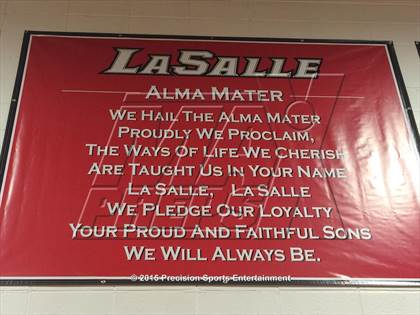 LASALLE
ALMA MATER
WE HAIL THE ALMA MATER
PROUDLY WE PROCLAIM,
THE WAYS OF LIFE WE CHERISH
ARE TAUGHT US IN YOUR NAME
LA SALLE, LA SALLE
WE PLEDGE OUR LOYALTY
YOUR PROUD AND FAITHFUL SONS
WE WILL ALWAYS BE.
© 2015 Precision-Sports-Entertainment